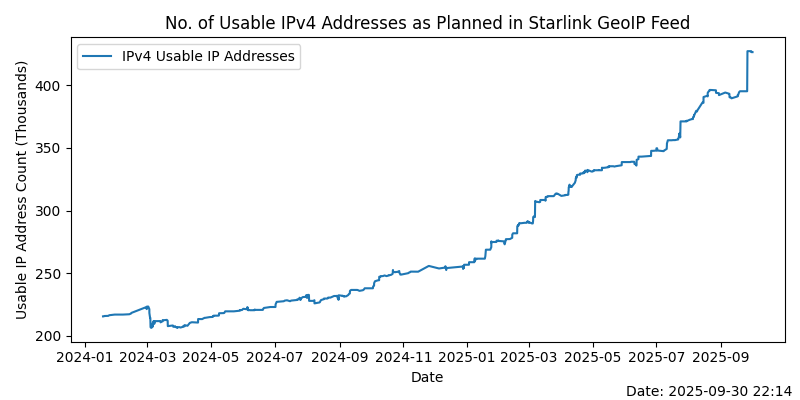 No. of Usable IPv4 Addresses as Planned in Starlink GeoIP Feed
IPv4 Usable IP Addresses
Usable IP Address Count (Thousands)
400
350
300
250
200
2024-01 2024-03 2024-05 2024-07 2024-09 2024-11 2025-01 2025-03 2025-05 2025-07 2025-09
Date
Date: 2025-09-30 22:14